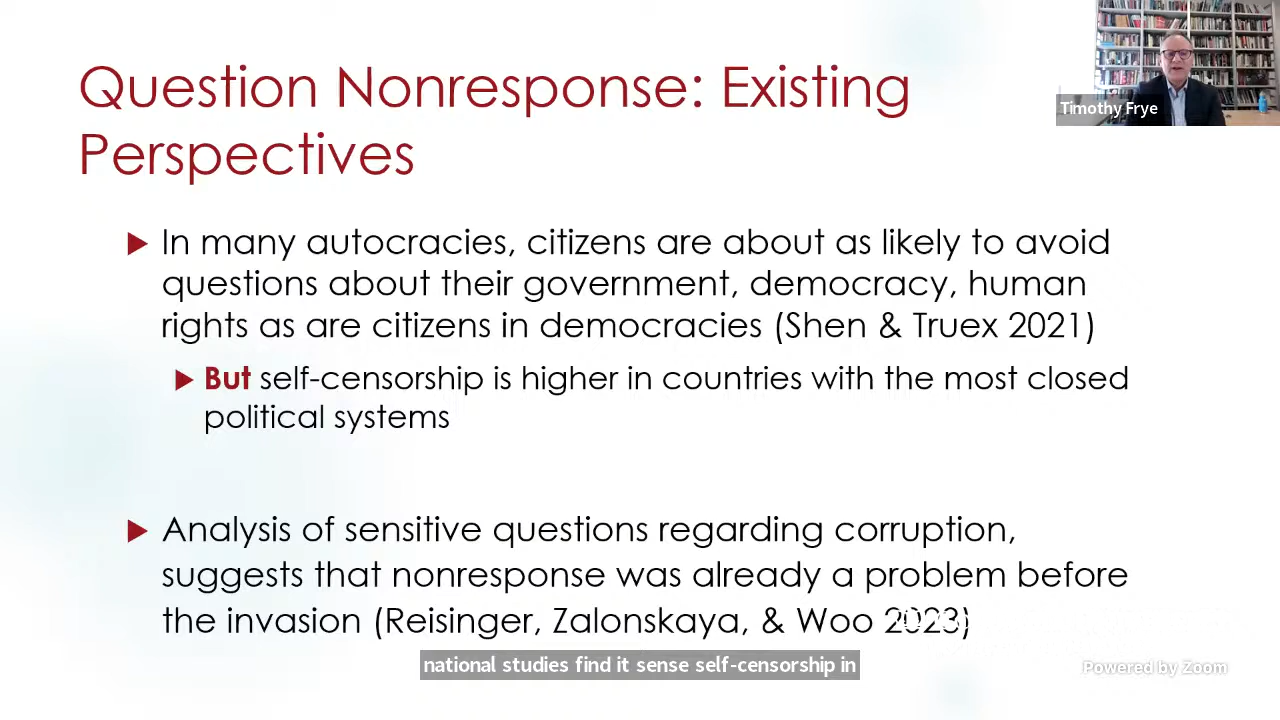 Question Nonresponse: Existing
Perspectives
Timothy Frye
In many autocracies, citizens are about as likely to avoid
questions about their government, democracy, human
rights as are citizens in democracies (Shen & Truex 2021)
But self-censorship is higher in countries with the most closed
political systems
Analysis of sensitive questions regarding corruption,
suggests that nonresponse was already a problem before
the invasion (Reisinger, Zalonskaya, & Woo 2023)
national studies find it sense self-censorship in
Powered by Zoom